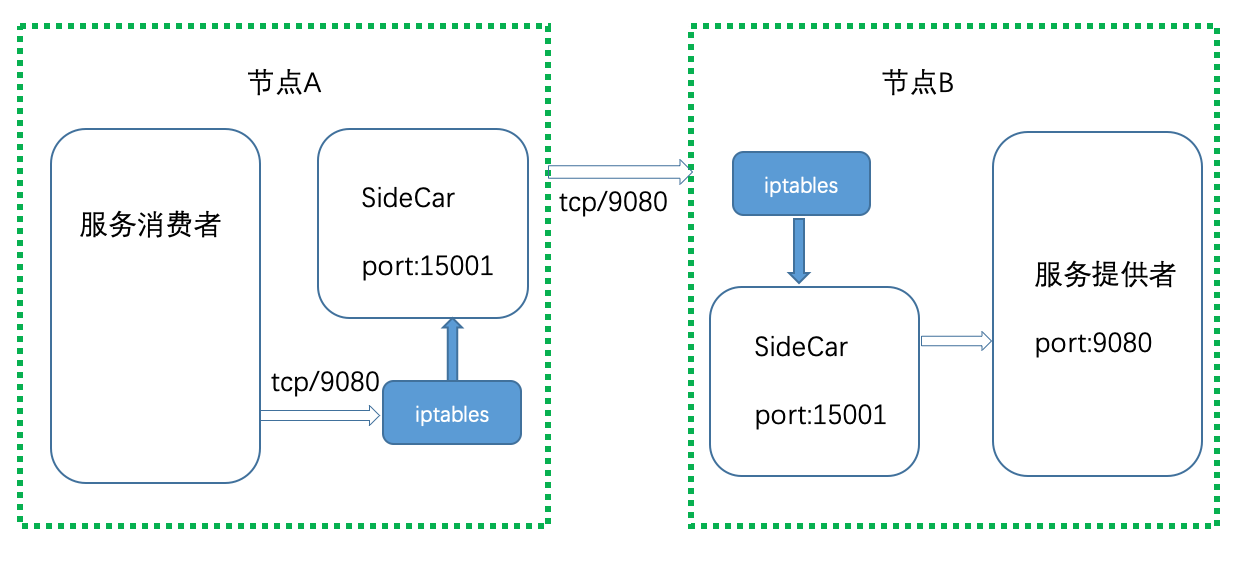 节点A
服务消费者
SideCar
port:15001
tcp/9080
iptables
tcp/9080
节点B
iptables
SideCar
port:15001
服务提供者
port:9080